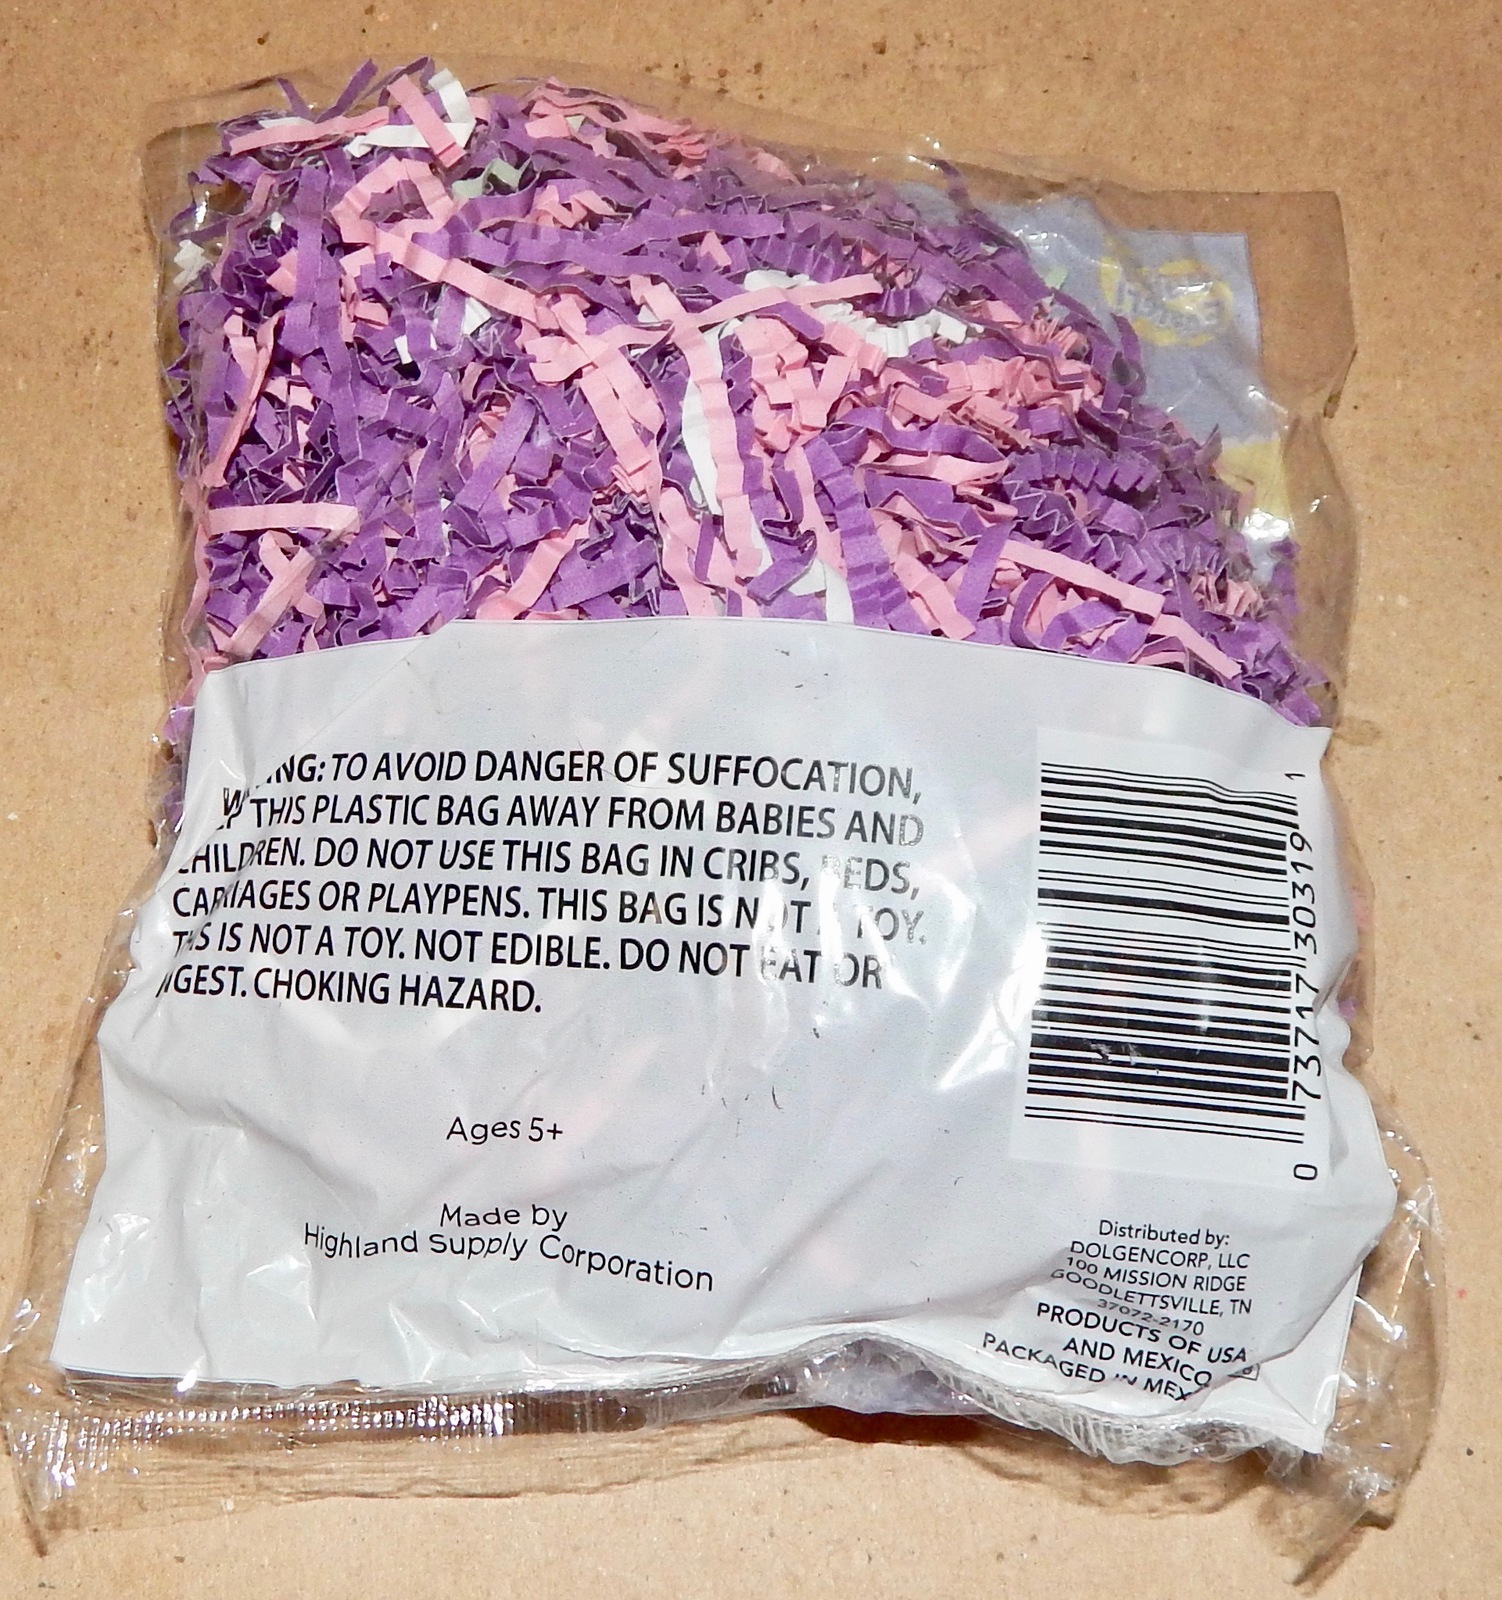 TO AVOID DANGER OF SUFFOCATION,
THIS PLASTIC BAG AWAY FROM BABIES AND
CHILDREN. DO NOT USE THIS BAG IN CRIBS, BEDS,
CARRIAGES OR PLAYPENS. THIS BAG IS NOT A TOY.
THIS IS NOT A TOY. NOT EDIBLE. DO NOT EAT OR
INGEST. CHOKING HAZARD.
Ages 5+
Made by
Highland Supply Corporation
0 73717 30319 1
Distributed by:
DOLGENCORP, LLC
100 MISSION RIDGE
GOODLETTSVILLE, TN
37072-2170
PRODUCTS OF USA
AND MEXICO
PACKAGED IN